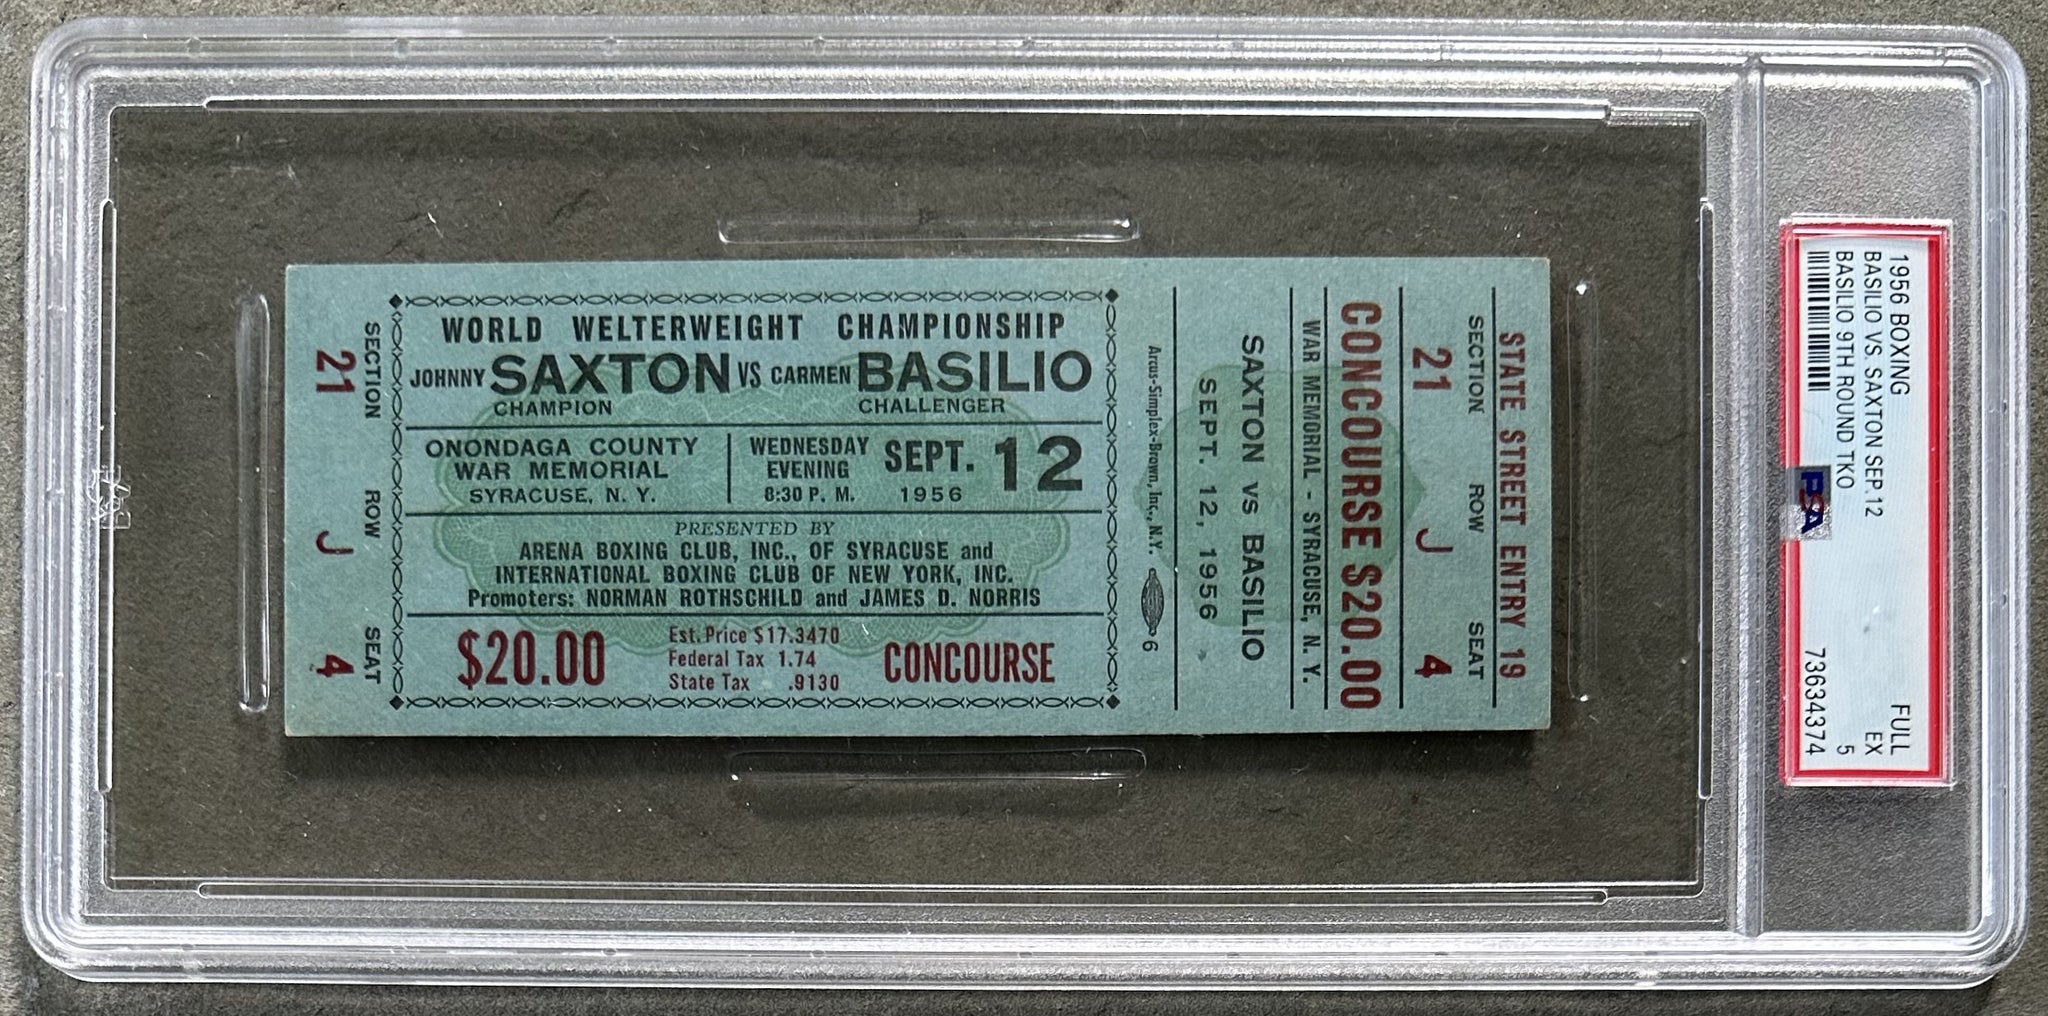 SECTION 21 ROW J SEAT 4
WORLD WELTERWEIGHT CHAMPIONSHIP
JOHNNY SAXTON VS CARMEN BASILIO
CHAMPION CHALLENGER
ONONDAGA COUNTY
WAR MEMORIAL
SYRACUSE, N. Y.
WEDNESDAY
EVENING
8:30 P. M.
SEPT. 12
1956
PRESENTED BY
ARENA BOXING CLUB, INC., OF SYRACUSE and
INTERNATIONAL BOXING CLUB OF NEW YORK, INC.
Promoters: NORMAN ROTHSCHILD and JAMES D. NORRIS
$20.00
Est. Price $17.3470
Federal Tax 1.74
State Tax .9130
CONCOURSE
Arcus-Simplex-Brown, Inc., N.Y. 6
STATE STREET ENTRY 19
SECTION ROW SEAT
21 J 4
CONCOURSE $20.00
WAR MEMORIAL - SYRACUSE, N. Y.
SAXTON vs BASILIO
SEPT. 12, 1956
1956 BOXING FULL
BASILIO VS. SAXTON SEP.12 EX
BASILIO 9TH ROUND TKO 5
PSA
73634374